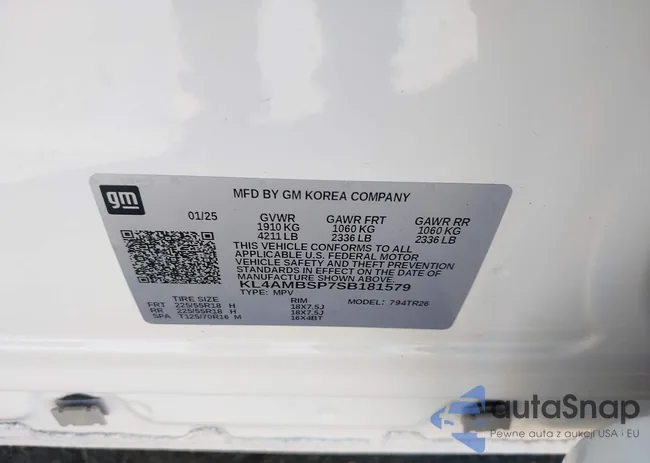 gm
MFD BY GM KOREA COMPANY
01/25 GVWR GAWR FRT GAWR RR
1910 KG 1060 KG 1060 KG
4211 LB 2336 LB 2336 LB
THIS VEHICLE CONFORMS TO ALL
APPLICABLE U.S. FEDERAL MOTOR
VEHICLE SAFETY AND THEFT PREVENTION
STANDARDS IN EFFECT ON THE DATE OF
MANUFACTURE SHOWN ABOVE.
KL4AMBSP7SB181579
TYPE: MPV MODEL: 794TR26
TIRE SIZE RIM
FRT 225/55R18 H 18X7.5J
RR 225/55R18 H 18X7.5J
SPA T125/70R16 M 16X4BT
autoSnap
Pewne auta z aukcji USA i EU